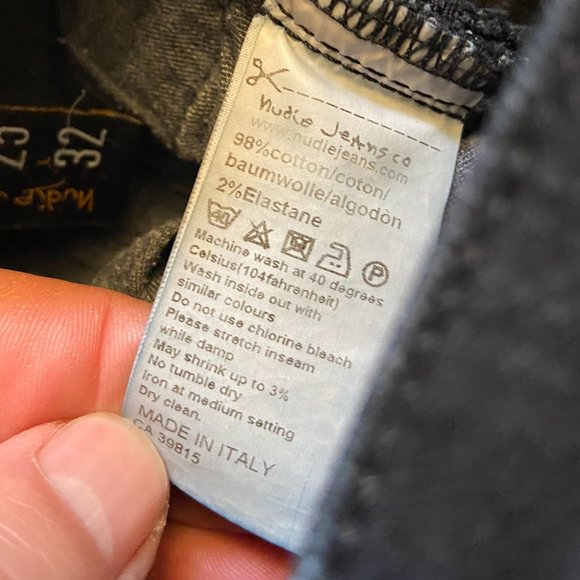 nudie jeans co
www.nudiejeans.com
98%cotton/coton/
baumwolle/algodòn
2%Elastane
40
P
Machine wash at 40 degrees
Celsius(104fahrenheit)
Wash inside out with
similar colours
Do not use chlorine bleach
Please stretch inseam
while damp
May shrink up to 3%
No tumble dry
Iron at medium setting
Dry clean.
MADE IN ITALY
CA 39815
32
nudie